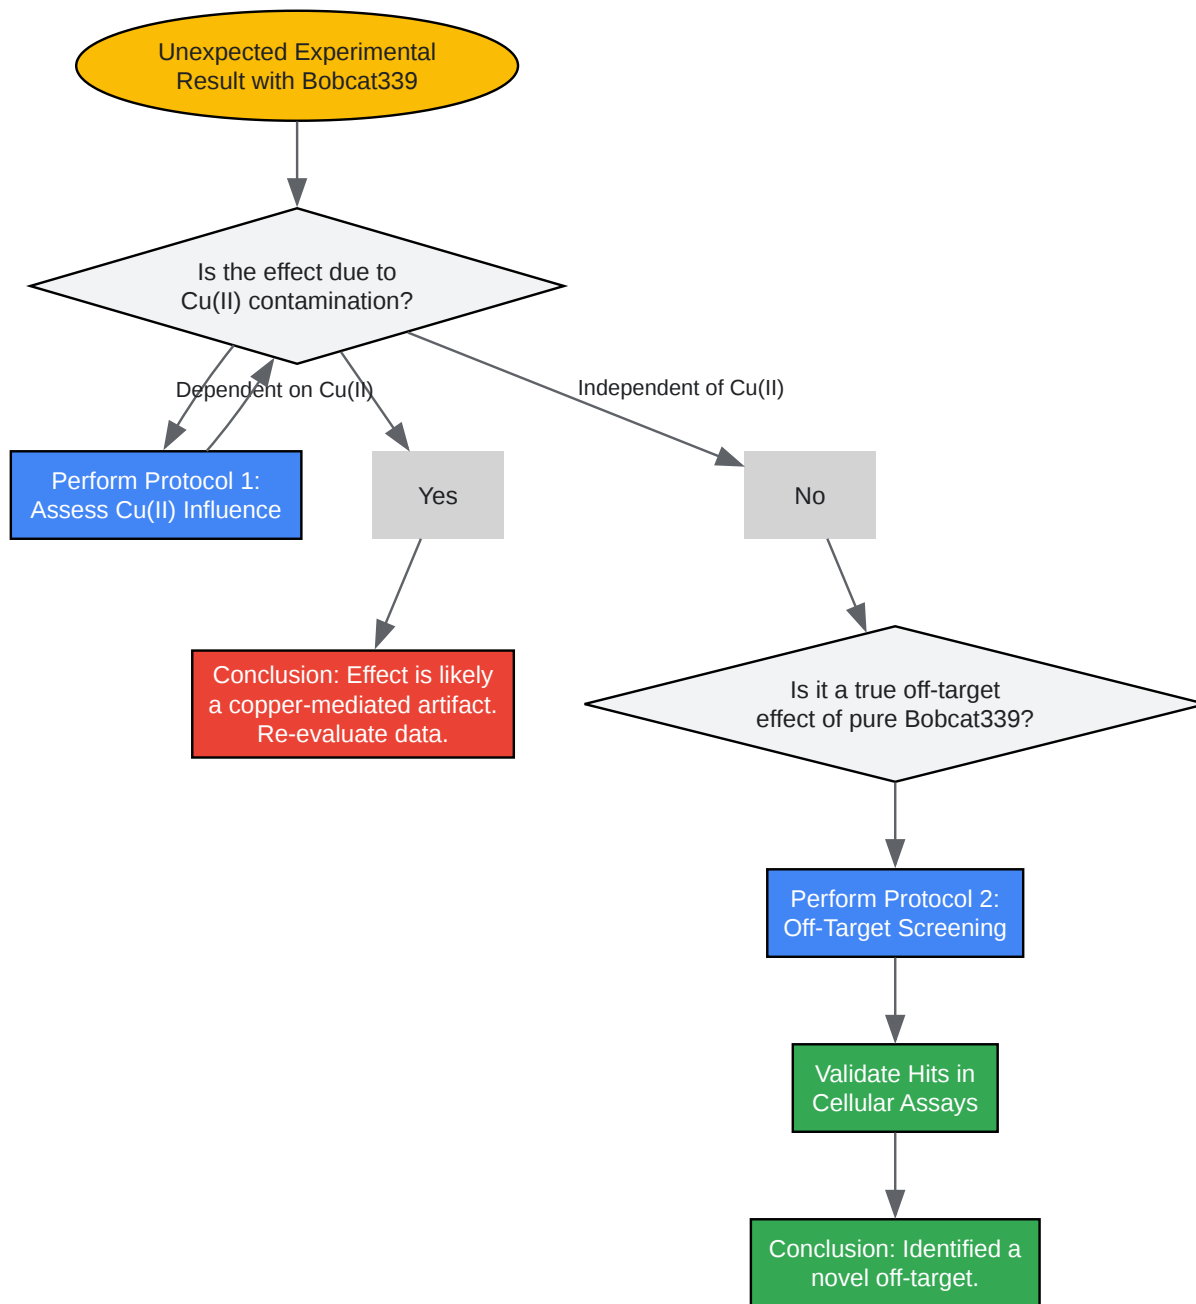 Unexpected Experimental
Result with Bobcat339
Is the effect due to
Cu(II) contamination?
Dependent on Cu(II)
Independent of Cu(II)
Perform Protocol 1:
Assess Cu(II) Influence
Yes
No
Conclusion: Effect is likely
a copper-mediated artifact.
Re-evaluate data.
Is it a true off-target
effect of pure Bobcat339?
Perform Protocol 2:
Off-Target Screening
Validate Hits in
Cellular Assays
Conclusion: Identified a
novel off-target.